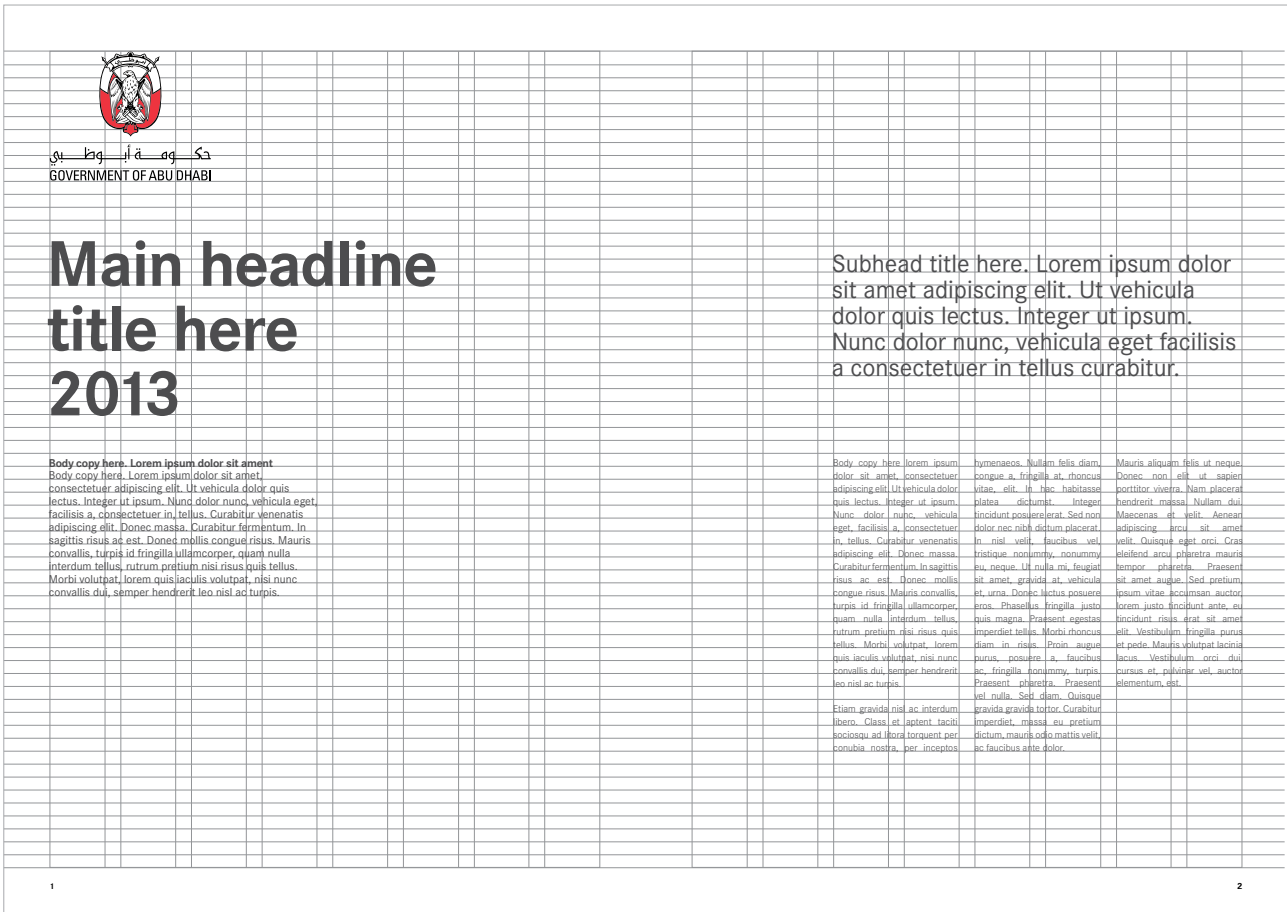 حكـومـة أبـوظـبي
GOVERNMENT OF ABU DHABI
Main headline
title here
2013
Body copy here. Lorem ipsum dolor sit ament
Body copy here. Lorem ipsum dolor sit amet,
consectetuer adipiscing elit. Ut vehicula dolor quis
lectus. Integer ut ipsum. Nunc dolor nunc, vehicula eget,
facilisis a, consectetuer in, tellus. Curabitur venenatis
adipiscing elit. Donec massa. Curabitur fermentum. In
sagittis risus ac est. Donec mollis congue risus. Mauris
convallis, turpis id fringilla ullamcorper, quam nulla
interdum tellus, rutrum pretium nisi risus quis tellus.
Morbi volutpat, lorem quis iaculis volutpat, nisi nunc
convallis dui, semper hendrerit leo nisl ac turpis.
1
Subhead title here. Lorem ipsum dolor
sit amet adipiscing elit. Ut vehicula
dolor quis lectus. Integer ut ipsum.
Nunc dolor nunc, vehicula eget facilisis
a consectetuer in tellus curabitur.
Body copy here lorem ipsum
dolor sit amet, consectetuer
adipiscing elit. Ut vehicula dolor
quis lectus. Integer ut ipsum.
Nunc dolor nunc, vehicula
eget, facilisis a, consectetuer
in, tellus. Curabitur venenatis
adipiscing elit. Donec massa.
Curabitur fermentum. In sagittis
risus ac est. Donec mollis
congue risus. Mauris convallis,
turpis id fringilla ullamcorper,
quam nulla interdum tellus,
rutrum pretium nisi risus quis
tellus. Morbi volutpat, lorem
quis iaculis volutpat, nisi nunc
convallis dui, semper hendrerit
leo nisl ac turpis.
Etiam gravida nisl ac interdum
libero. Class et aptent taciti
sociosqu ad litora torquent per
conubia nostra, per inceptos
hymenaeos. Nullam felis diam,
congue a, fringilla at, rhoncus
vitae, elit. In hac habitasse
platea dictumst. Integer
tincidunt posuere erat. Sed non
dolor nec nibh dictum placerat.
In nisl velit, faucibus vel,
tristique nonummy, nonummy
eu, neque. Ut nulla mi, feugiat
sit amet, gravida at, vehicula
et, urna. Donec luctus posuere
eros. Phasellus fringilla justo
quis magna. Praesent egestas
imperdiet tellus. Morbi rhoncus
diam in risus. Proin augue
purus, posuere a, faucibus
ac, fringilla nonummy, turpis.
Praesent pharetra. Praesent
vel nulla. Sed diam. Quisque
gravida gravida tortor. Curabitur
imperdiet, massa eu pretium
dictum, mauris odio mattis velit,
ac faucibus ante dolor.
Mauris aliquam felis ut neque.
Donec non elit ut sapien
porttitor viverra. Nam placerat
hendrerit massa. Nullam dui.
Maecenas et velit. Aenean
adipiscing arcu sit amet
velit. Quisque eget orci. Cras
eleifend arcu pharetra mauris
tempor pharetra. Praesent
sit amet augue. Sed pretium,
ipsum vitae accumsan auctor,
lorem justo tincidunt ante, eu
tincidunt risus erat sit amet
elit. Vestibulum fringilla purus
et pede. Mauris volutpat lacinia
lacus. Vestibulum orci dui,
cursus et, pulvinar vel, auctor
elementum, est.
2